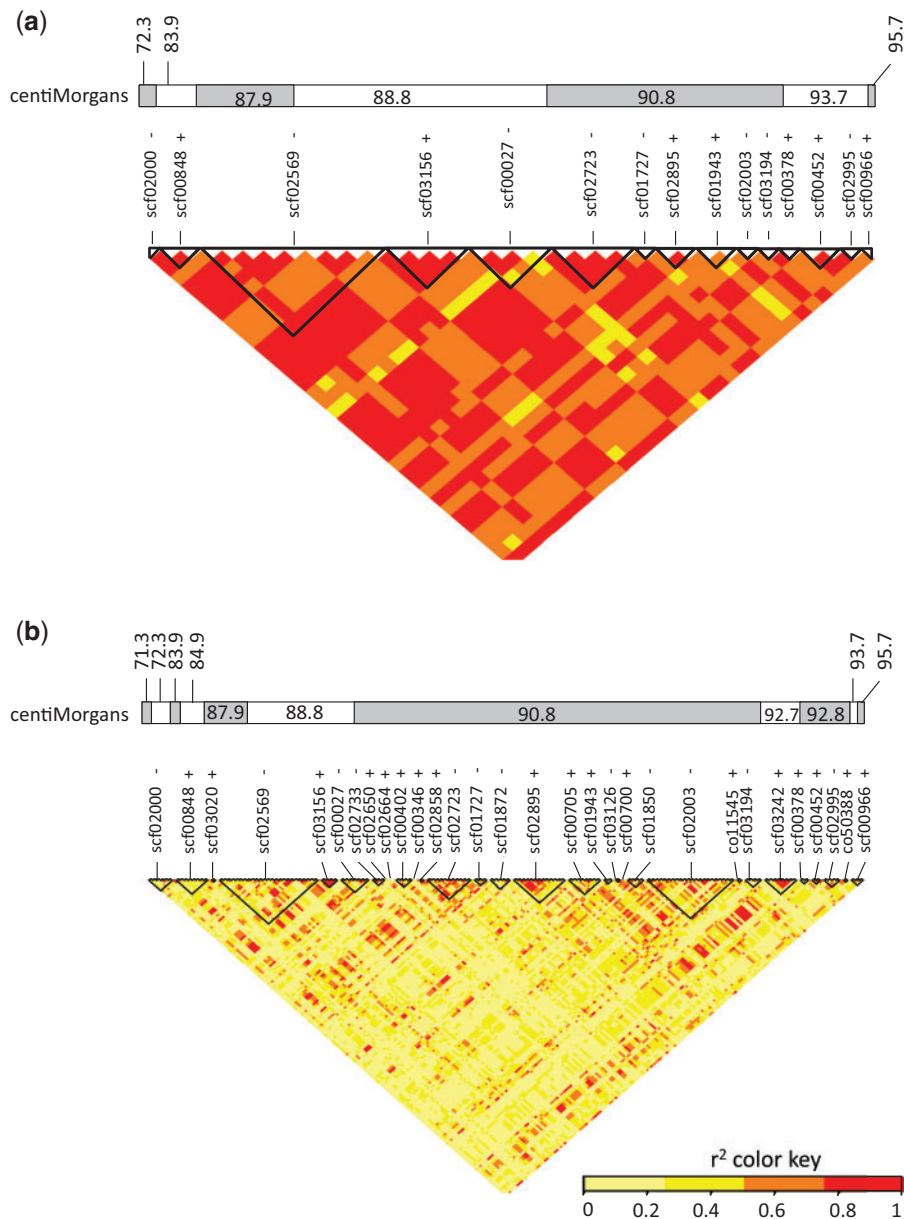 (a)
72.3
83.9
95.7
centiMorgans 87.9 88.8 90.8 93.7
scf02000 -
scf00848 +
scf02569 -
scf03156 +
scf00027 -
scf02723 -
scf01727 -
scf02895 +
scf01943 +
scf02003 -
scf03194 -
scf00378 +
scf00452 +
scf02995 -
scf00966 +
(b)
71.3
72.3
83.9
84.9
93.7
95.7
centiMorgans 87.9 88.8 90.8 92.7 92.8
scf02000 -
scf00848 +
scf03020 +
scf02569 -
scf03156 +
scf00027 -
scf02733 -
scf02650 +
scf02664 +
scf00402 +
scf00346 +
scf02858 +
scf02723 -
scf01727 -
scf01872 -
scf02895 +
scf00705 +
scf01943 +
scf03126 -
scf00700 +
scf01850 -
scf02003 -
co11545 +
scf03194 -
scf03242 +
scf00378 +
scf00452 +
scf02995 -
co50388 +
scf00966 +
r² color key
0 0.2 0.4 0.6 0.8 1